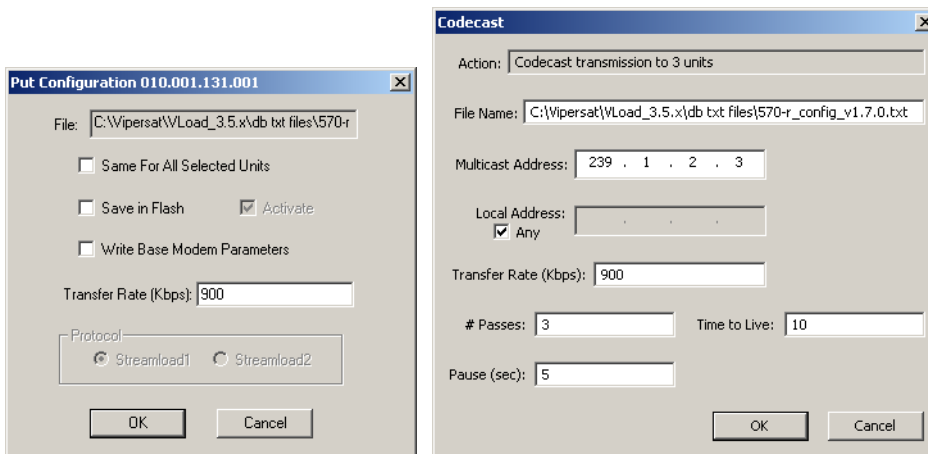 Put Configuration 010.001.131.001
File: C:\Vipersat\VLoad_3.5.x\db txt files\570-r
Same For All Selected Units
Save in Flash Activate
Write Base Modem Parameters
Transfer Rate (Kbps): 900
Protocol
Streamload1 Streamload2
OK Cancel
Codecast
Action: Codecast transmission to 3 units
File Name: C:\Vipersat\VLoad_3.5.x\db txt files\570-r_config_v1.7.0.txt
Multicast Address: 239 . 1 . 2 . 3
Local Address: . . .
Any
Transfer Rate (Kbps): 900
# Passes: 3 Time to Live: 10
Pause (sec): 5
OK Cancel